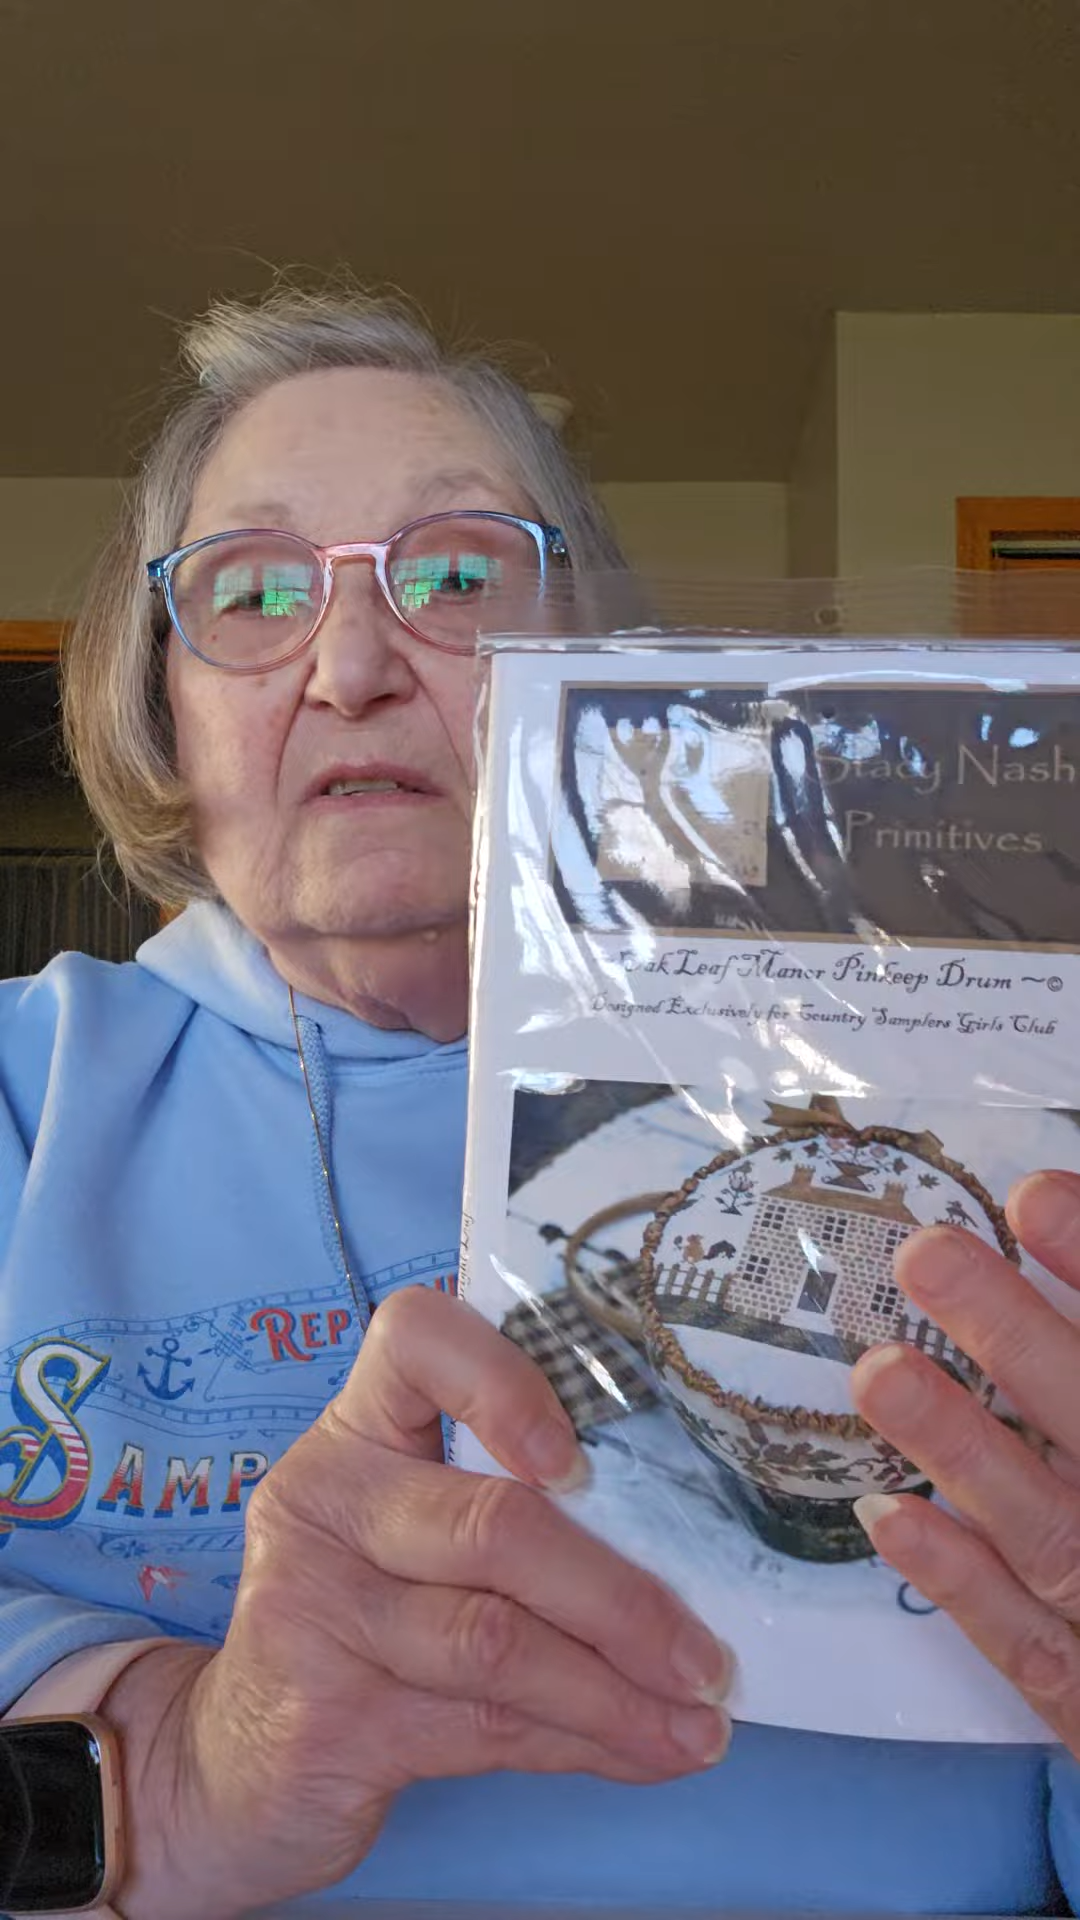 Stacy Nash
Primitives
Oak Leaf Manor Pinkeep Drum ~©
Designed Exclusively for Country Samplers Girls Club
REP
SAMP